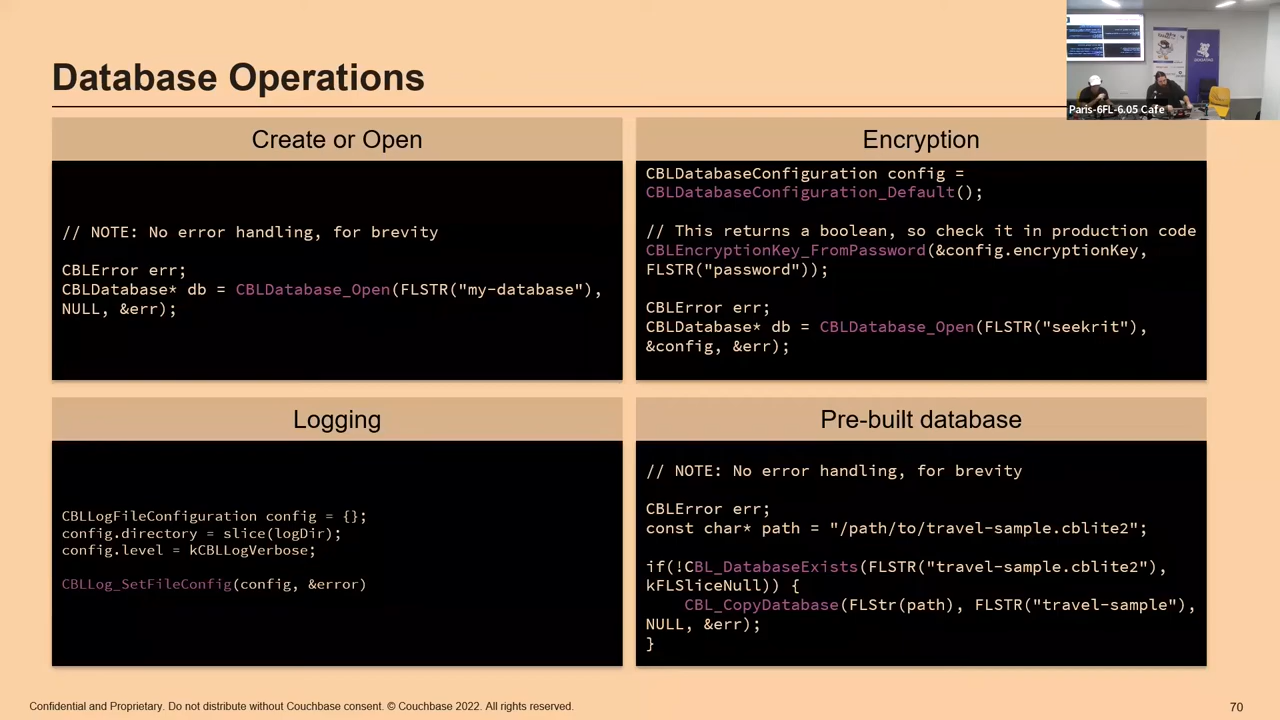 Database Operations
Paris-6FL-6.05 Cafe
Create or Open
// NOTE: No error handling, for brevity
CBLError err;
CBLDatabase* db = CBLDatabase_Open(FLSTR("my-database"),
NULL, &err);
Encryption
CBLDatabaseConfiguration config =
CBLDatabaseConfiguration_Default();
// This returns a boolean, so check it in production code
CBLEncryptionKey_FromPassword(&config.encryptionKey,
FLSTR("password"));
CBLError err;
CBLDatabase* db = CBLDatabase_Open(FLSTR("seekrit"),
&config, &err);
Logging
CBLLogFileConfiguration config = {};
config.directory = slice(logDir);
config.level = kCBLLogVerbose;
CBLLog_SetFileConfig(config, &error)
Pre-built database
// NOTE: No error handling, for brevity
CBLError err;
const char* path = "/path/to/travel-sample.cblite2";
if(!CBL_DatabaseExists(FLSTR("travel-sample.cblite2"),
kFLSliceNull)) {
CBL_CopyDatabase(FLStr(path), FLSTR("travel-sample"),
NULL, &err);
}
Confidential and Proprietary. Do not distribute without Couchbase consent. © Couchbase 2022. All rights reserved.
70